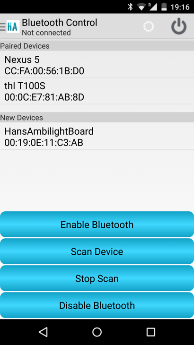 19:16
HA
Bluetooth Control
Not connected
Paired Devices
Nexus 5
CC:FA:00:56:1B:D0
thl T100S
00:0C:E7:81:AB:8D
New Devices
HansAmbilightBoard
00:19:0E:11:C3:AB
Enable Bluetooth
Scan Device
Stop Scan
Disable Bluetooth